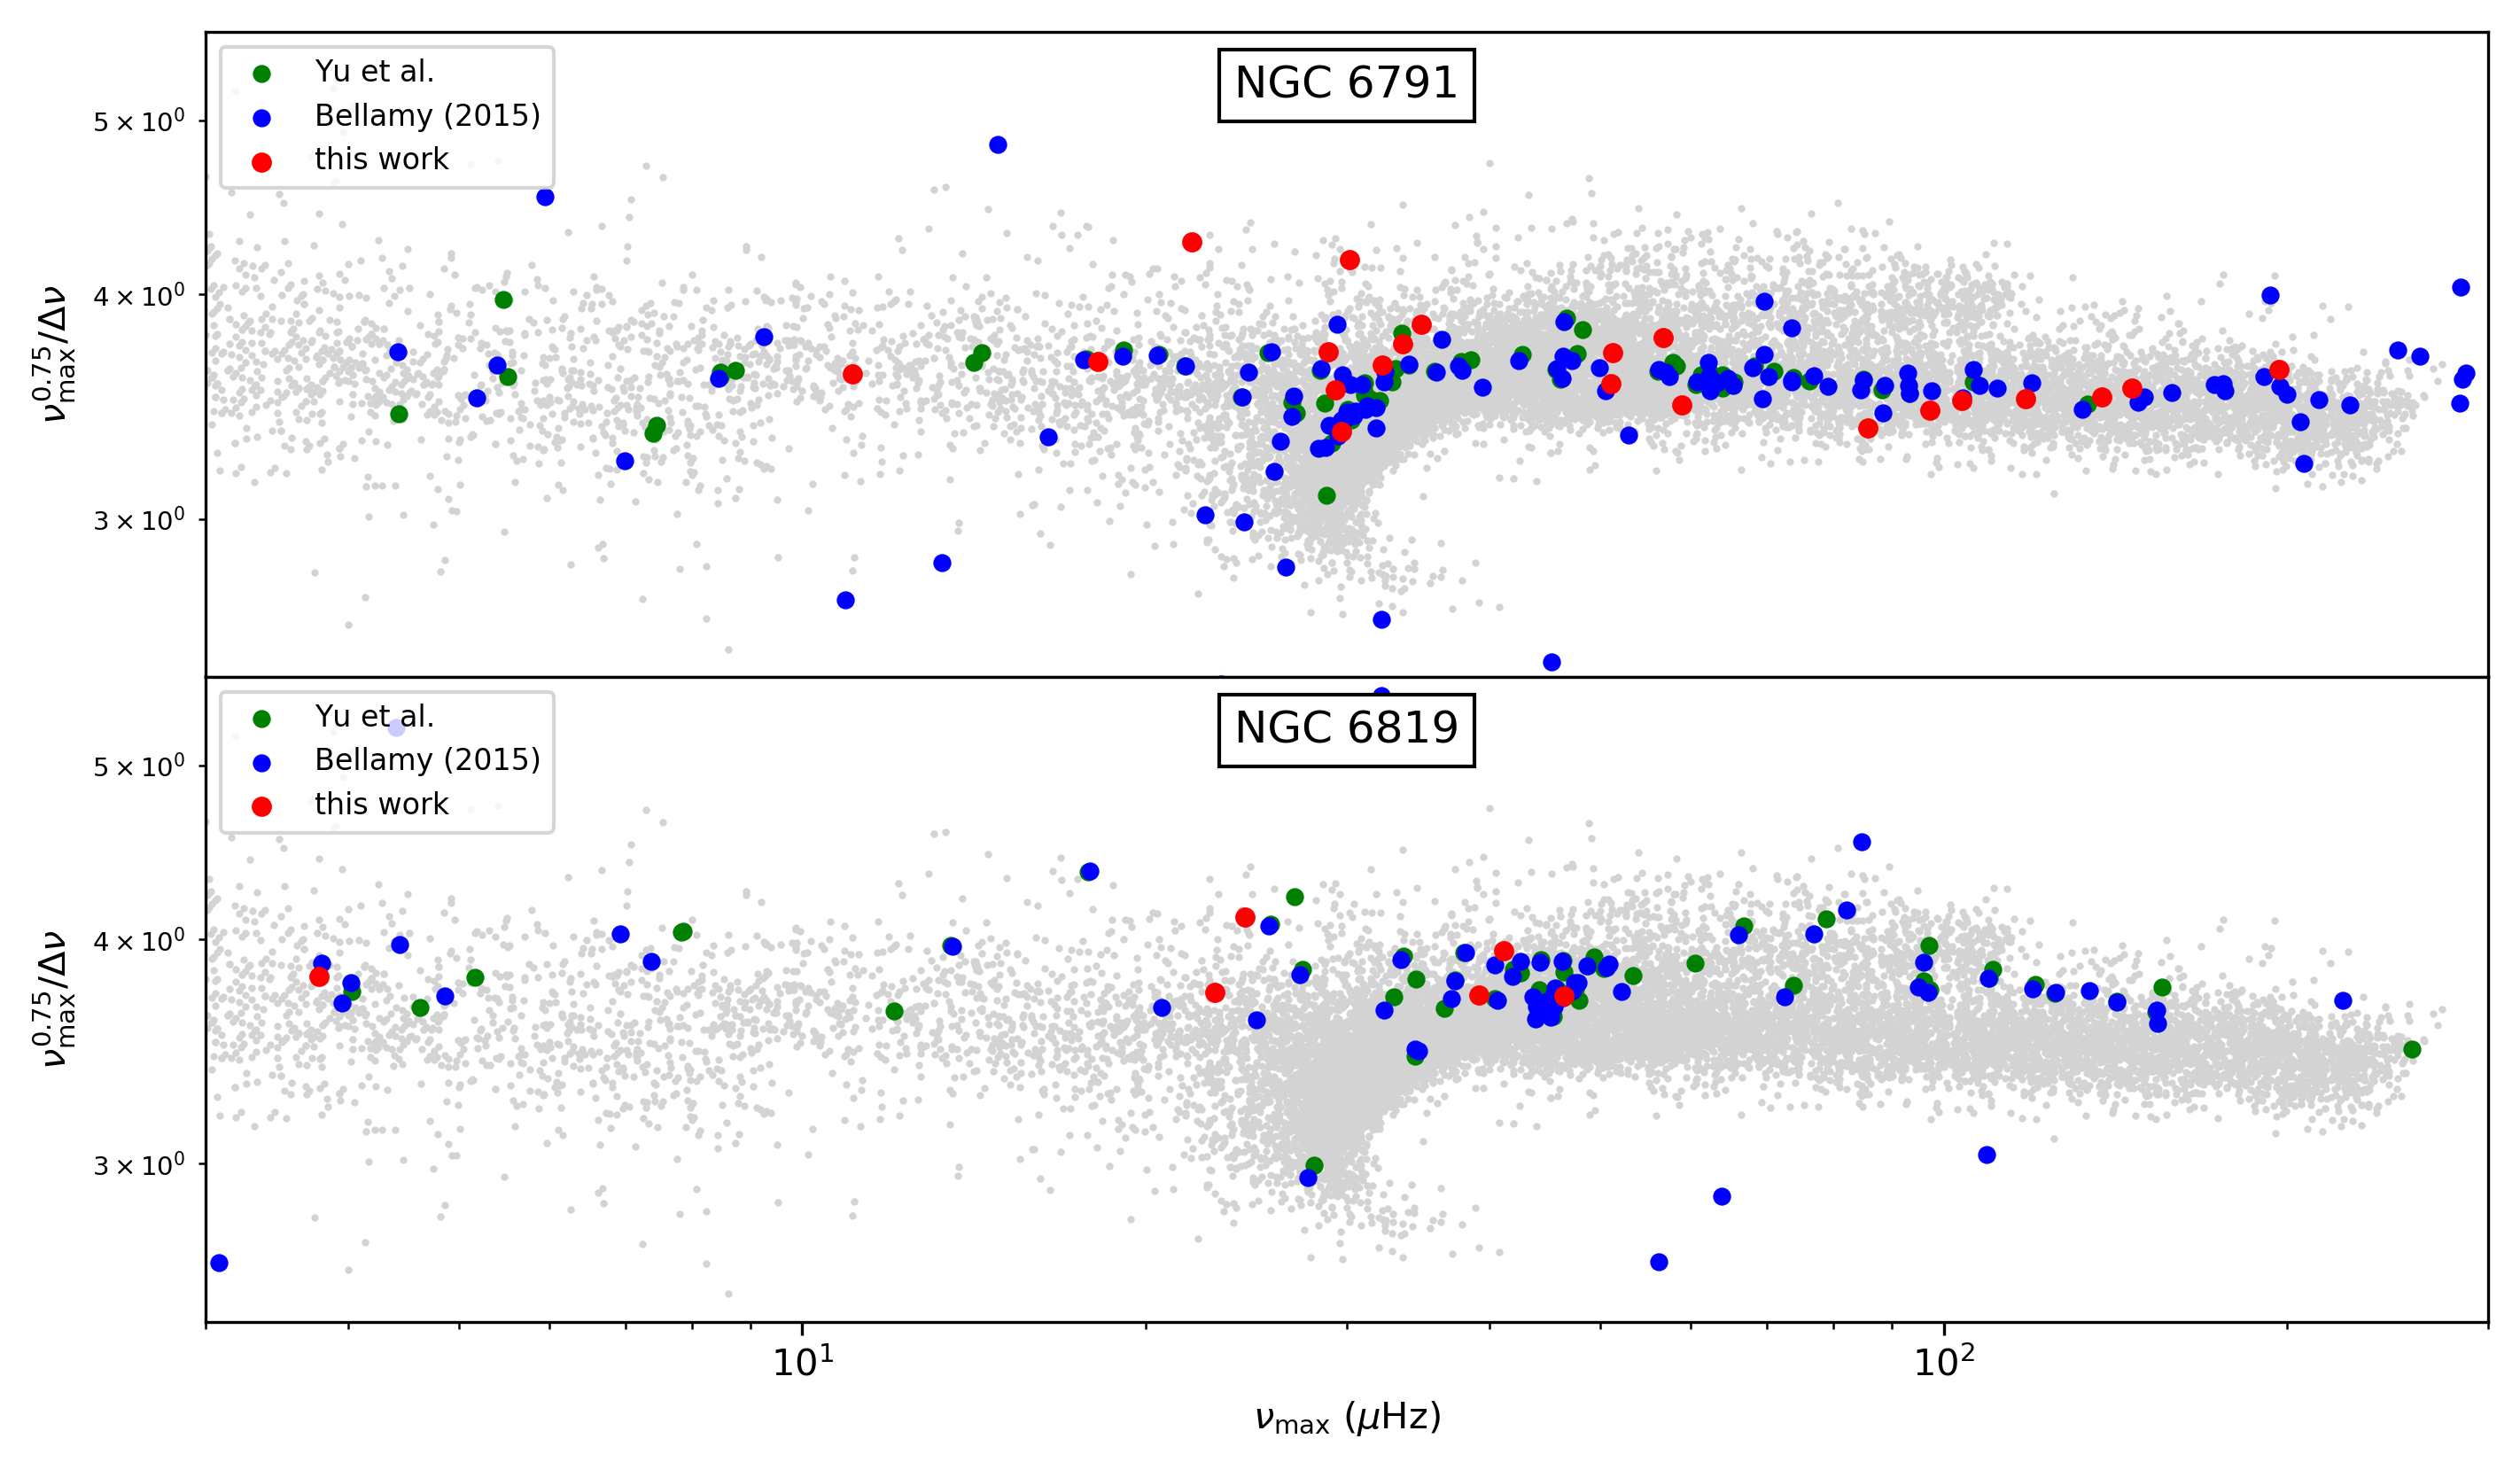 NGC 6791
Yu et al.
Bellamy (2015)
this work
5 × 10⁰
4 × 10⁰
3 × 10⁰
ν_max^0.75/Δν
NGC 6819
Yu et al.
Bellamy (2015)
this work
5 × 10⁰
4 × 10⁰
3 × 10⁰
ν_max^0.75/Δν
10¹
10²
ν_max (μHz)